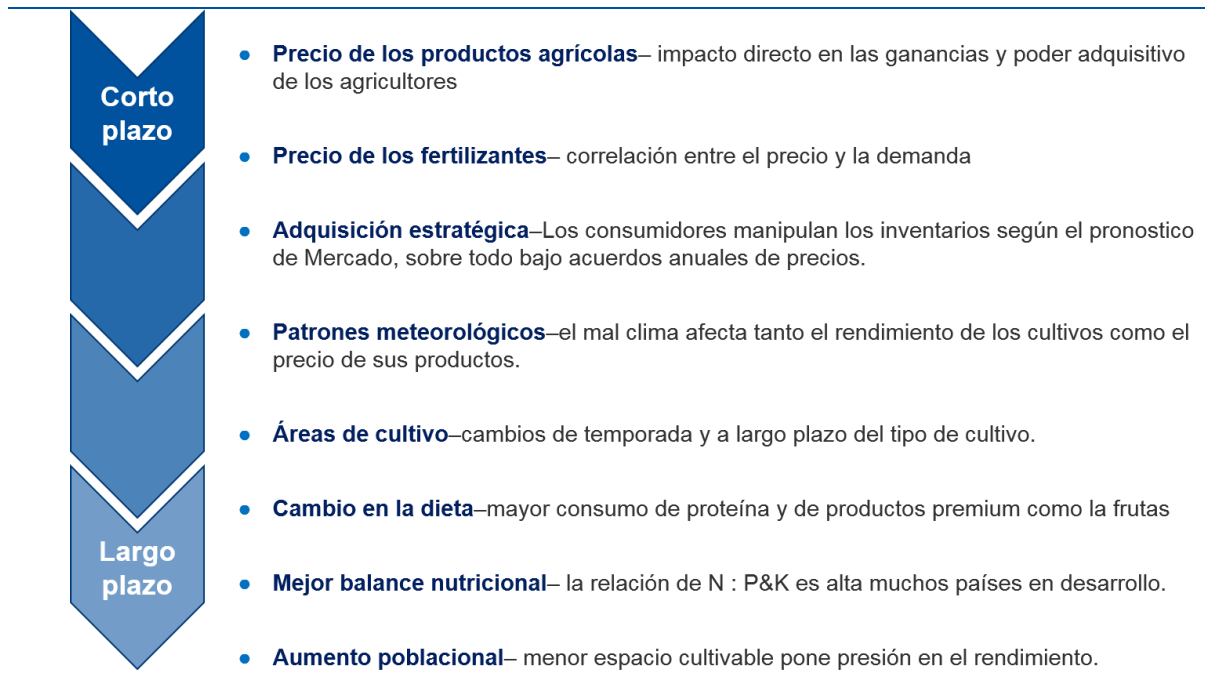 Corto
plazo
● Precio de los productos agrícolas– impacto directo en las ganancias y poder adquisitivo
de los agricultores
● Precio de los fertilizantes– correlación entre el precio y la demanda
● Adquisición estratégica–Los consumidores manipulan los inventarios según el pronostico
de Mercado, sobre todo bajo acuerdos anuales de precios.
● Patrones meteorológicos–el mal clima afecta tanto el rendimiento de los cultivos como el
precio de sus productos.
● Áreas de cultivo–cambios de temporada y a largo plazo del tipo de cultivo.
● Cambio en la dieta–mayor consumo de proteína y de productos premium como la frutas
Largo
plazo
● Mejor balance nutricional– la relación de N : P&K es alta muchos países en desarrollo.
● Aumento poblacional– menor espacio cultivable pone presión en el rendimiento.